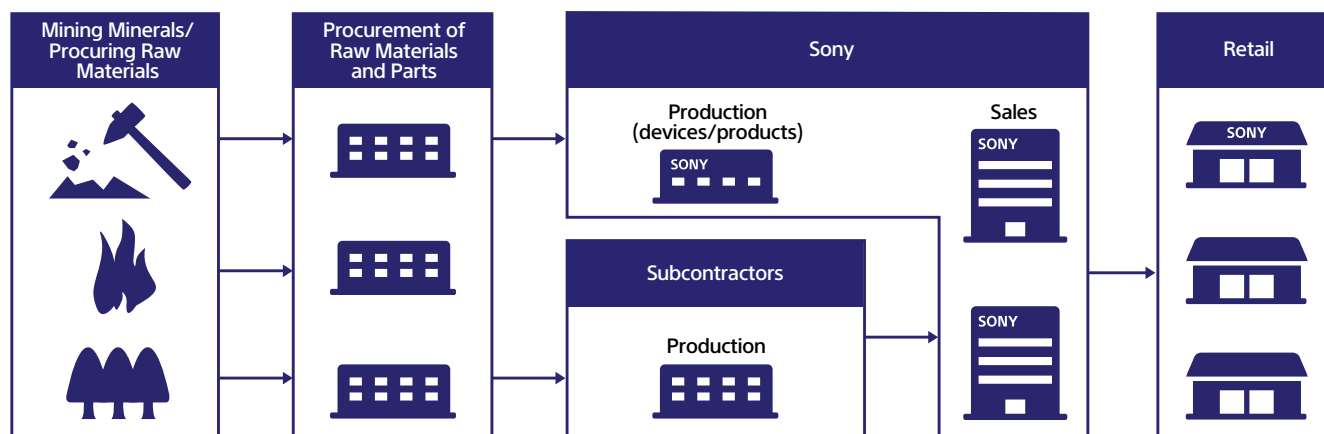 Mining Minerals/
Procuring Raw
Materials
Procurement of
Raw Materials
and Parts
Sony
Retail
Production
(devices/products)
SONY
Sales
SONY
SONY
Subcontractors
Production
SONY